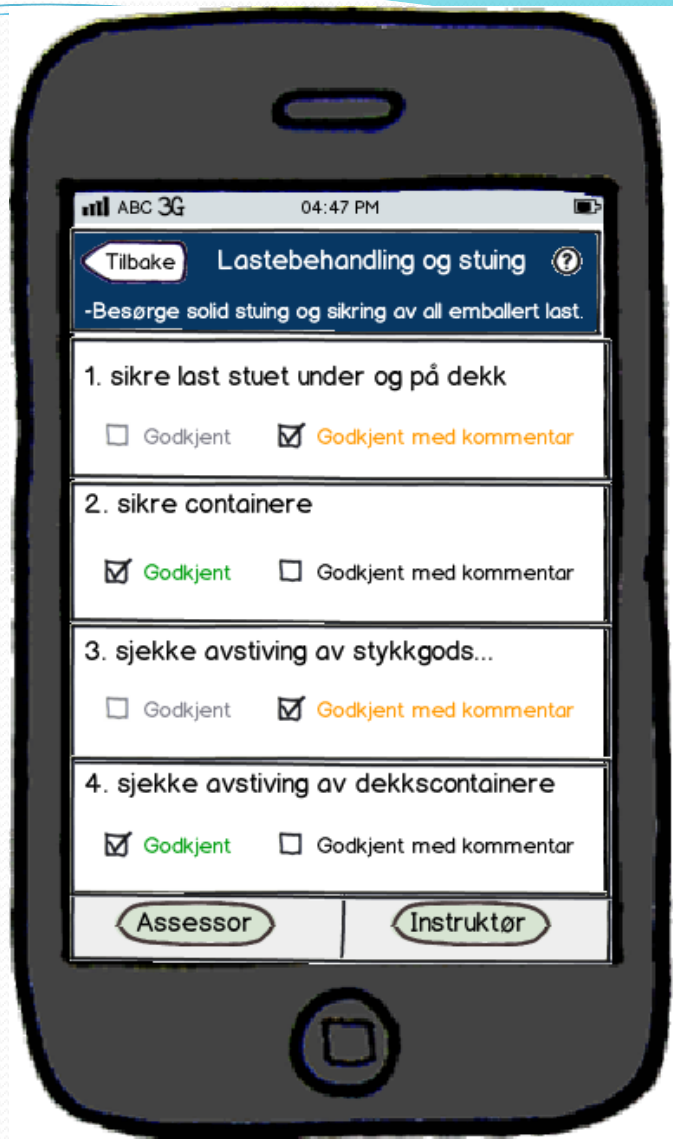 ABC 3G 04:47 PM
Tilbake Lastebehandling og stuing ?
-Besørge solid stuing og sikring av all emballert last.
1. sikre last stuet under og på dekk
Godkjent Godkjent med kommentar
2. sikre containere
Godkjent Godkjent med kommentar
3. sjekke avstiving av stykkgods...
Godkjent Godkjent med kommentar
4. sjekke avstiving av dekkscontainere
Godkjent Godkjent med kommentar
Assessor Instruktør